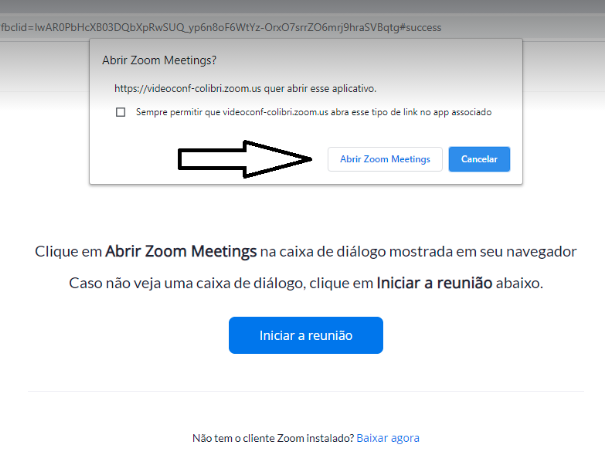 fbclid=IwAR0PbHcXB03DQbXpRwSUQ_yp6n8oF6WtYz-OrxO7srrZO6mrj9hraSVBqtg#success
Abrir Zoom Meetings?
https://videoconf-colibri.zoom.us quer abrir esse aplicativo.
Sempre permitir que videoconf-colibri.zoom.us abra esse tipo de link no app associado
Abrir Zoom Meetings Cancelar
Clique em Abrir Zoom Meetings na caixa de diálogo mostrada em seu navegador
Caso não veja uma caixa de diálogo, clique em Iniciar a reunião abaixo.
Iniciar a reunião
Não tem o cliente Zoom instalado? Baixar agora